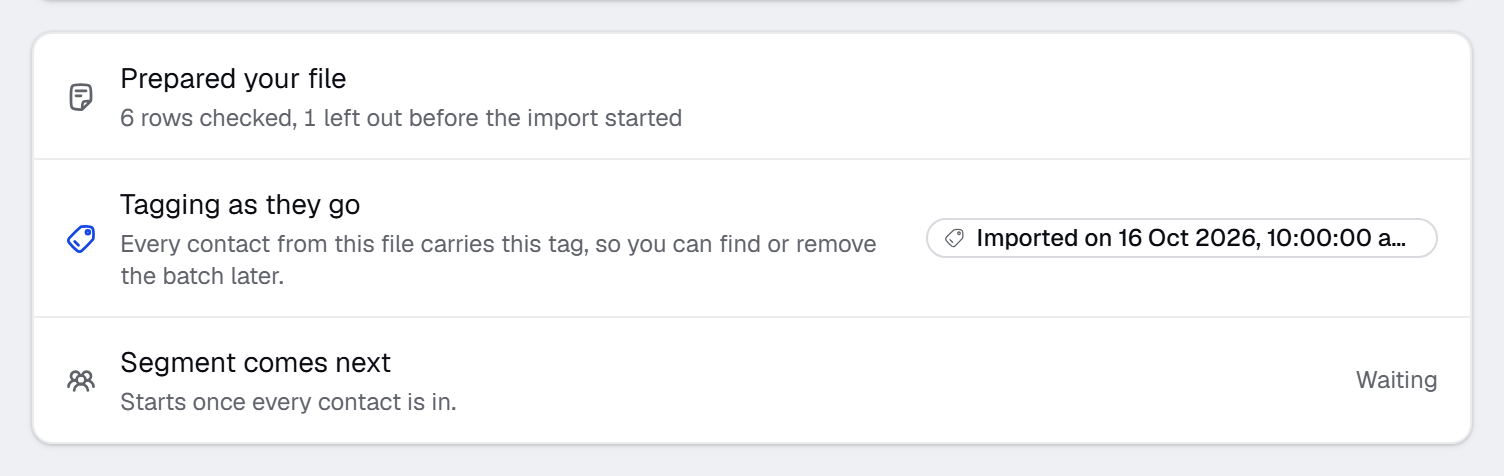 Prepared your file
6 rows checked, 1 left out before the import started
Tagging as they go
Every contact from this file carries this tag, so you can find or remove
the batch later.
Imported on 16 Oct 2026, 10:00:00 a...
Segment comes next
Starts once every contact is in.
Waiting